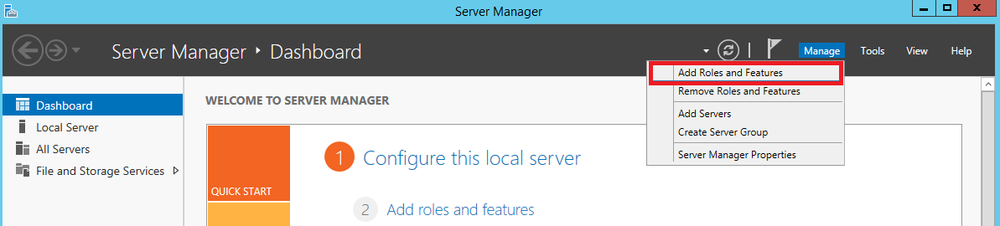 Server Manager
Server Manager ‣ Dashboard
Manage Tools View Help
Add Roles and Features
Remove Roles and Features
Add Servers
Create Server Group
Server Manager Properties
Dashboard
Local Server
All Servers
File and Storage Services
WELCOME TO SERVER MANAGER
QUICK START
1 Configure this local server
2 Add roles and features